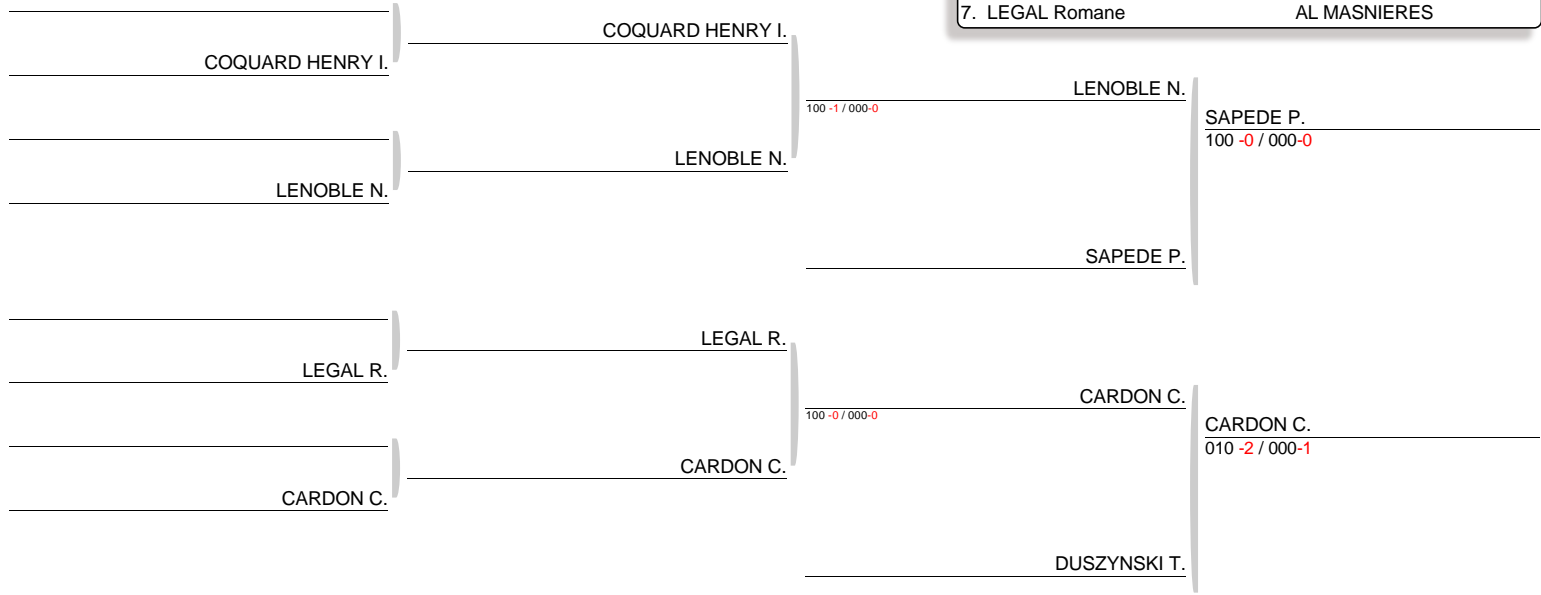 7. LEGAL Romane AL MASNIERES
COQUARD HENRY I.
COQUARD HENRY I.
LENOBLE N.
100 -1 / 000-0
SAPEDE P.
100 -0 / 000-0
LENOBLE N.
LENOBLE N.
SAPEDE P.
LEGAL R.
LEGAL R.
CARDON C.
100 -0 / 000-0
CARDON C.
010 -2 / 000-1
CARDON C.
CARDON C.
DUSZYNSKI T.